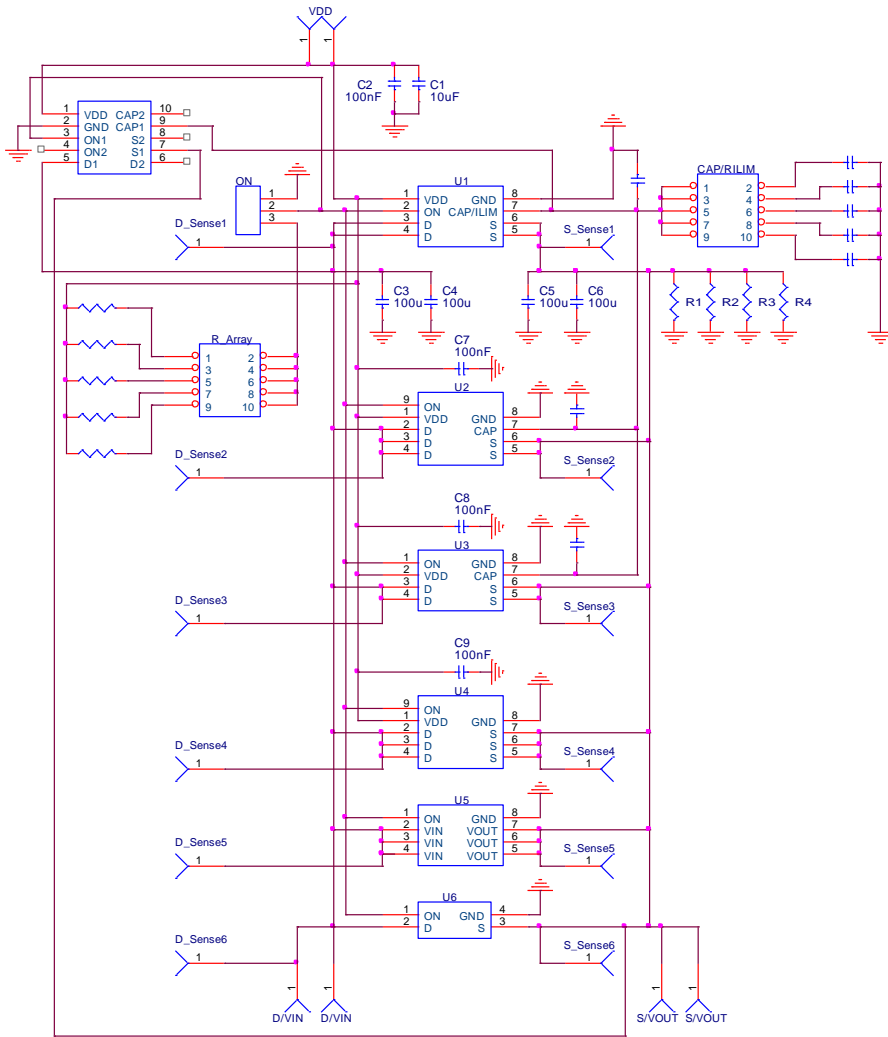 VDD
1 1
C2
100nF
C1
10uF
1 VDD CAP2 10
2 GND CAP1 9
3 ON1 S2 8
4 ON2 S1 7
5 D1 D2 6
ON
1
2
3
U1
1 VDD GND 8
2 ON CAP/ILIM 7
3 D S 6
4 D S 5
D_Sense1
1
S_Sense1
1
CAP/RILIM
1 2
3 4
5 6
7 8
9 10
C3
100u
C4
100u
C5
100u
C6
100u
R1 R2 R3 R4
R_Array
1 2
3 4
5 6
7 8
9 10
C7
100nF
U2
9 ON
1 VDD GND 8
2 D CAP 7
3 D S 6
4 D S 5
D_Sense2
1
S_Sense2
1
C8
100nF
U3
1 ON GND 8
2 VDD CAP 7
3 D S 6
4 D S 5
D_Sense3
1
S_Sense3
1
C9
100nF
U4
9 ON
1 VDD GND 8
2 D S 7
3 D S 6
4 D S 5
D_Sense4
1
S_Sense4
1
U5
1 ON GND 8
2 VIN VOUT 7
3 VIN VOUT 6
4 VIN VOUT 5
D_Sense5
1
S_Sense5
1
U6
1 ON GND 4
2 D S 3
D_Sense6
1
S_Sense6
1
1 1 1 1
D/VIN D/VIN S/VOUT S/VOUT